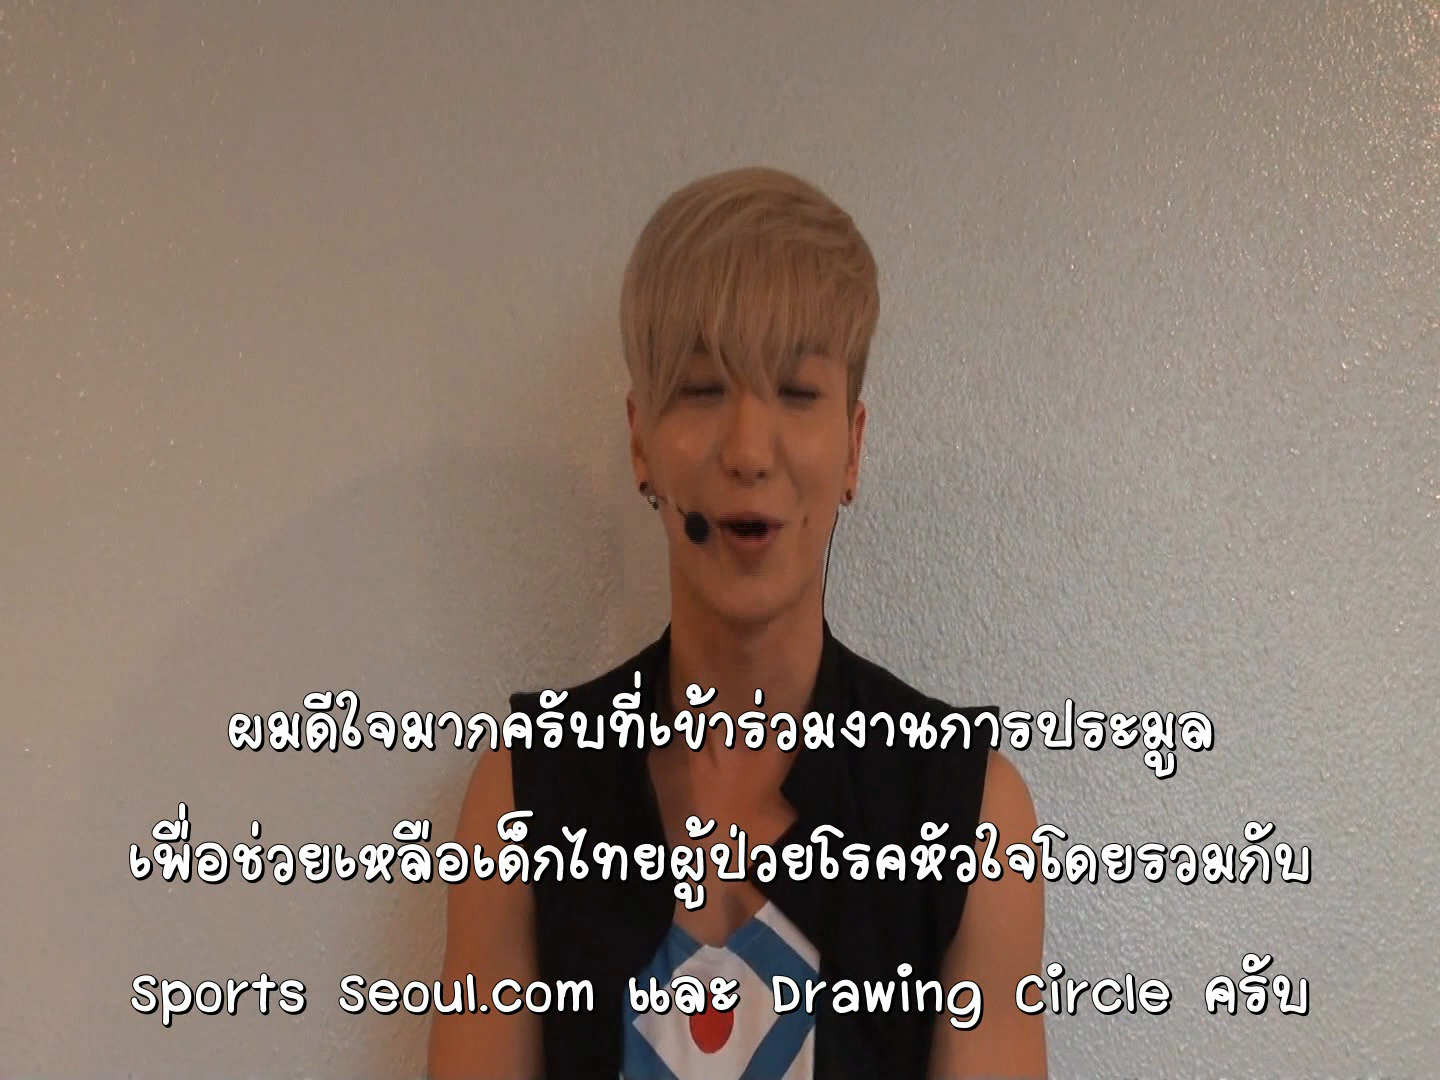 ผมดีใจมากครับที่เข้าร่วมงานการประมูล
เพื่อช่วยเหลือเด็กไทยผู้ป่วยโรคหัวใจโดยรวมกับ
Sports Seoul.com และ Drawing Circle ครับ